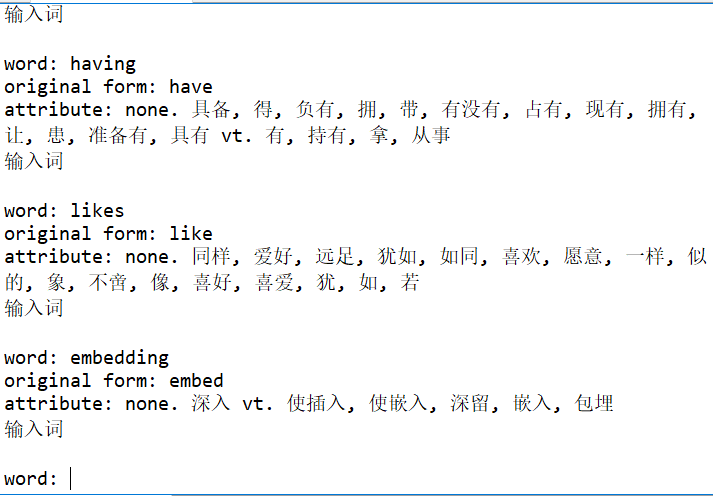 输入词
word: having
original form: have
attribute: none. 具备, 得, 负有, 拥, 带, 有没有, 占有, 现有, 拥有,
让, 患, 准备有, 具有 vt. 有, 持有, 拿, 从事
输入词
word: likes
original form: like
attribute: none. 同样, 爱好, 远足, 犹如, 如同, 喜欢, 愿意, 一样, 似
的, 象, 不啻, 像, 喜好, 喜爱, 犹, 如, 若
输入词
word: embedding
original form: embed
attribute: none. 深入 vt. 使插入, 使嵌入, 深留, 嵌入, 包埋
输入词
word: